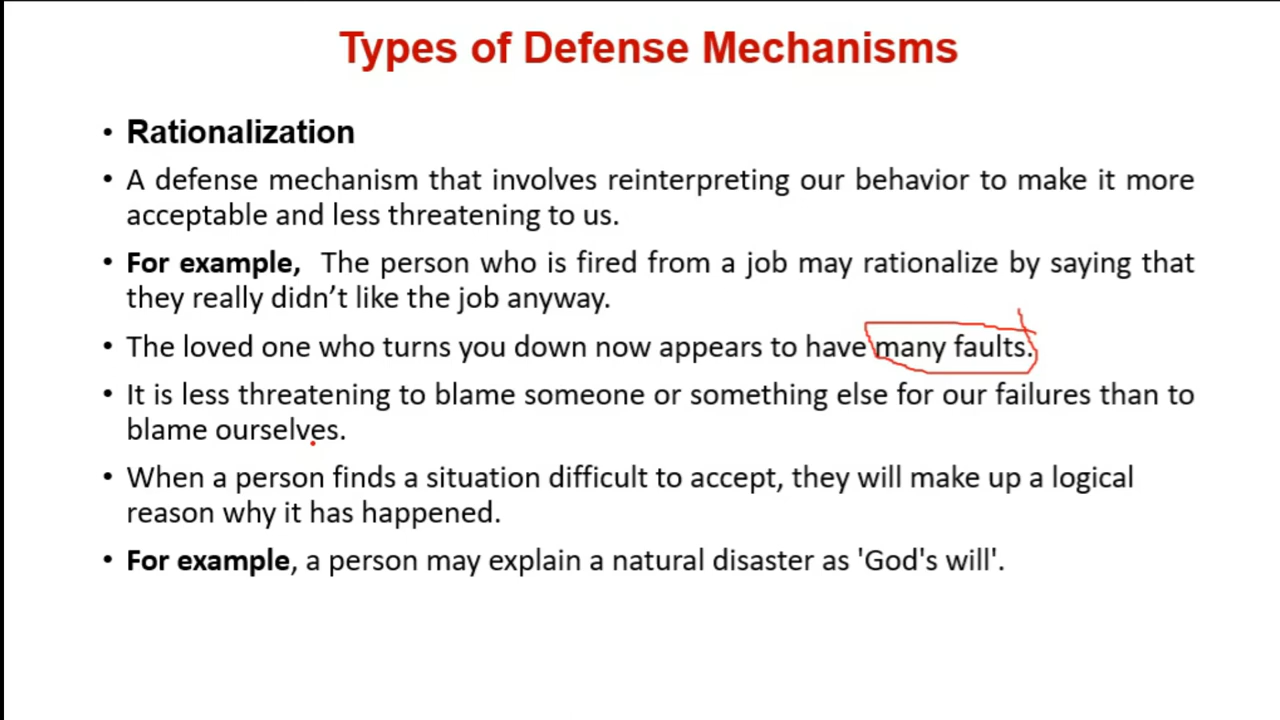 Types of Defense Mechanisms
• Rationalization
• A defense mechanism that involves reinterpreting our behavior to make it more
acceptable and less threatening to us.
• For example, The person who is fired from a job may rationalize by saying that
they really didn't like the job anyway.
• The loved one who turns you down now appears to have many faults.
• It is less threatening to blame someone or something else for our failures than to
blame ourselves.
• When a person finds a situation difficult to accept, they will make up a logical
reason why it has happened.
• For example, a person may explain a natural disaster as 'God's will'.